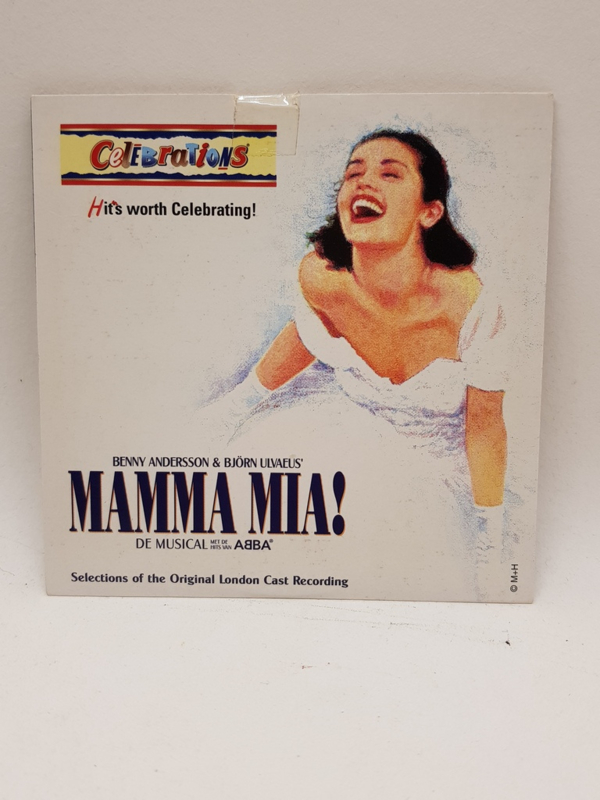 CeLEBRATIONS
Hit's worth Celebrating!
BENNY ANDERSSON & BJÖRN ULVAEUS'
MAMMA MIA!
DE MUSICAL MET DE HITS VAN ABBA®
Selections of the Original London Cast Recording
© M+H